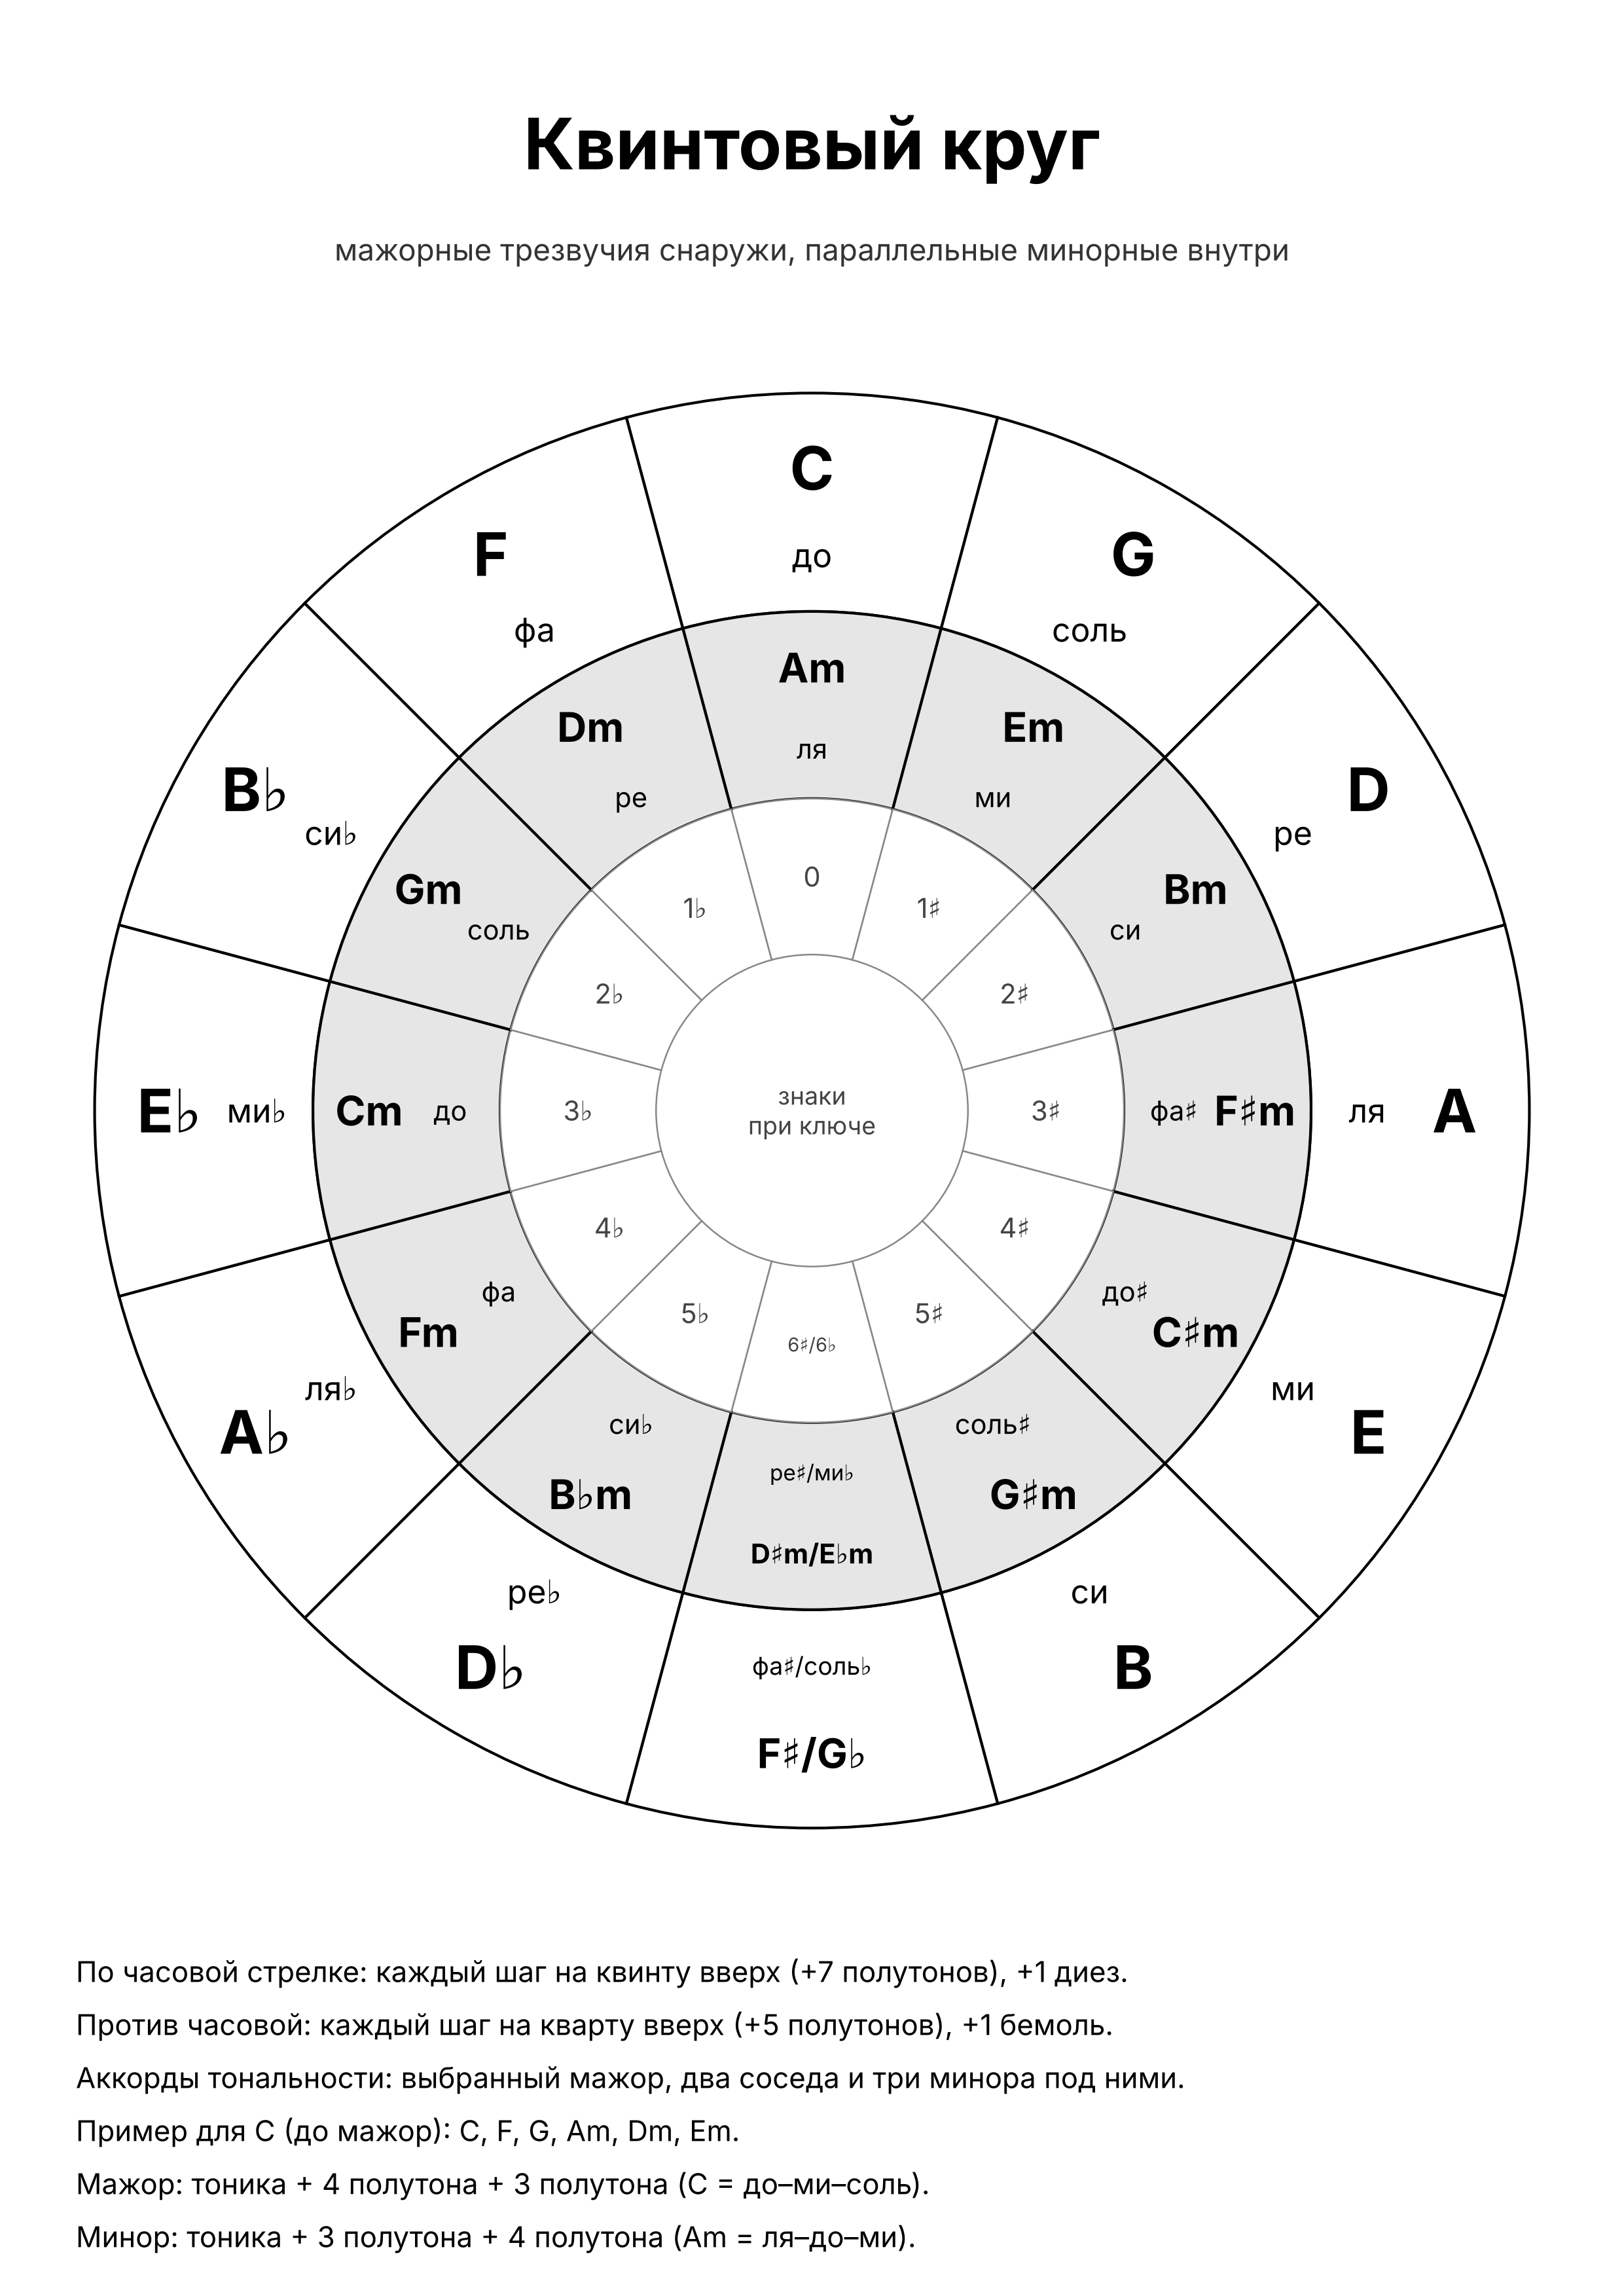 Квинтовый круг
мажорные трезвучия снаружи, параллельные минорные внутри
C
до
G
соль
D
ре
A
ля
E
ми
B
си
F♯/G♭
фа♯/соль♭
D♭
ре♭
A♭
ля♭
E♭
ми♭
B♭
си♭
F
фа
Am
ля
Em
ми
Bm
си
F♯m
фа♯
C♯m
до♯
G♯m
соль♯
D♯m/E♭m
ре♯/ми♭
B♭m
си♭
Fm
фа
Cm
до
Gm
соль
Dm
ре
0
1♯
2♯
3♯
4♯
5♯
6♯/6♭
5♭
4♭
3♭
2♭
1♭
знаки
при ключе
По часовой стрелке: каждый шаг на квинту вверх (+7 полутонов), +1 диез.
Против часовой: каждый шаг на кварту вверх (+5 полутонов), +1 бемоль.
Аккорды тональности: выбранный мажор, два соседа и три минора под ними.
Пример для C (до мажор): C, F, G, Am, Dm, Em.
Мажор: тоника + 4 полутона + 3 полутона (C = до–ми–соль).
Минор: тоника + 3 полутона + 4 полутона (Am = ля–до–ми).